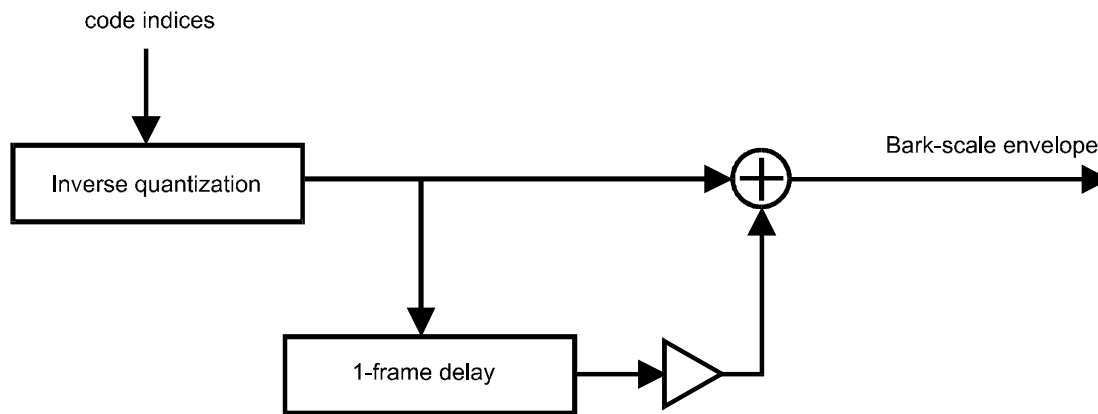 code indices
Inverse quantization
Bark-scale envelope
1-frame delay